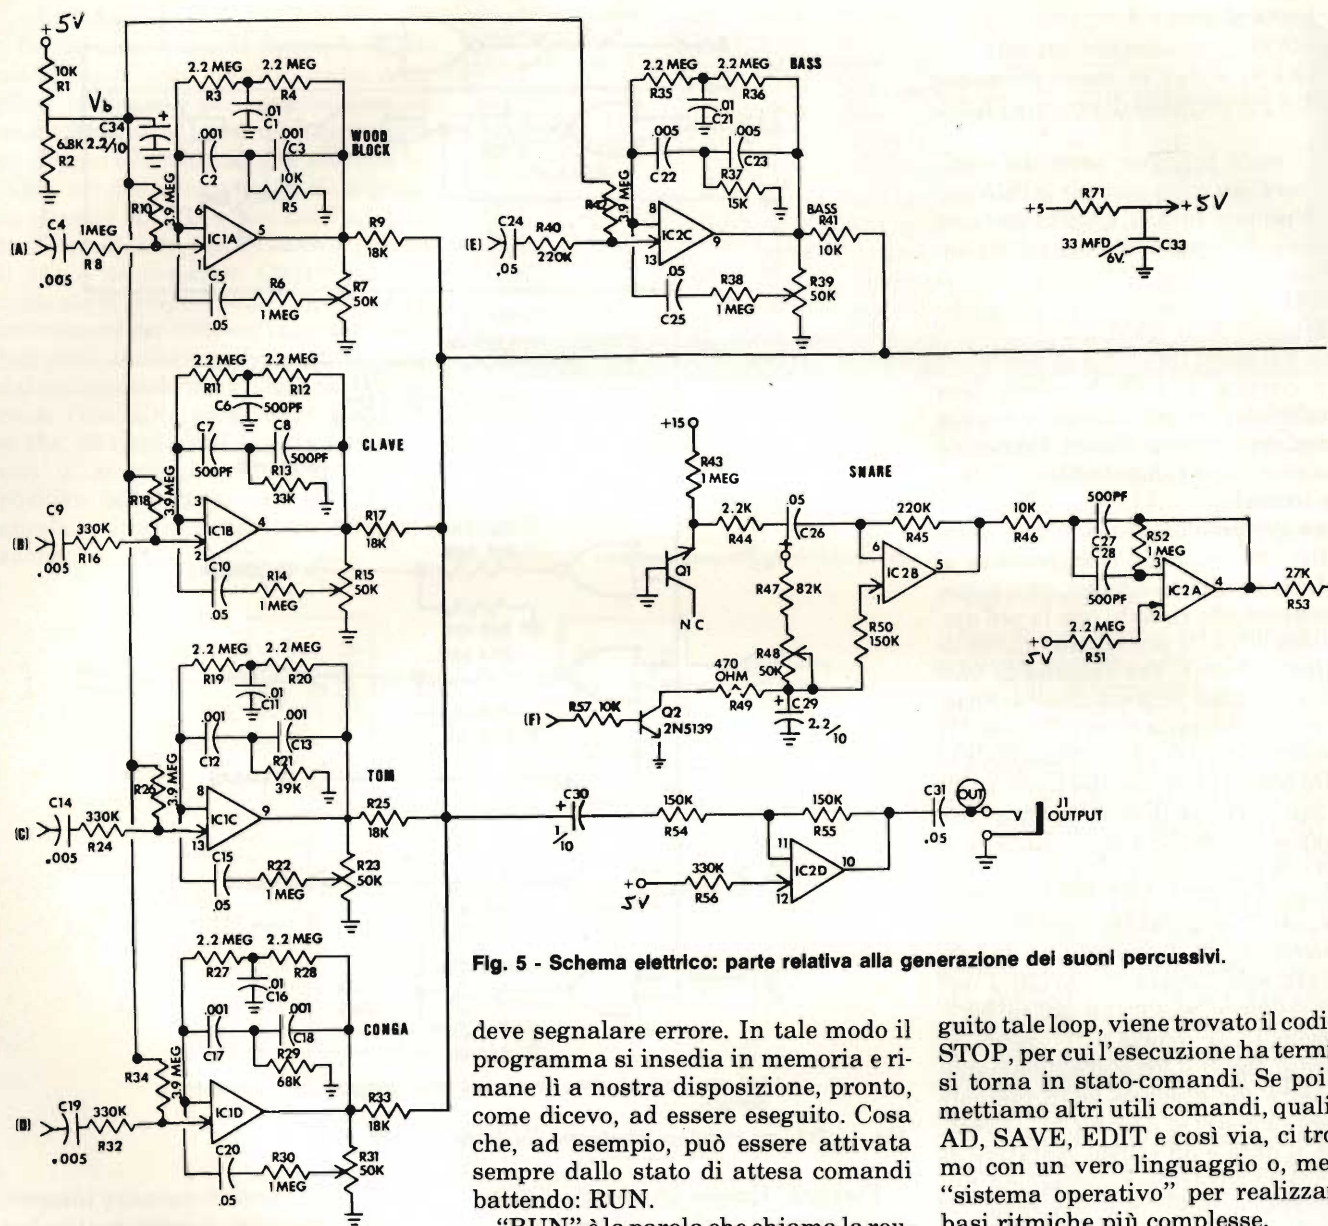 +5V
10K
R1
Vb
C34
2.2/10
6.8K
R2
2.2 MEG 2.2 MEG
R3 R4
.01
C1
.001 .001
C2 C3
10K
R5
WOOD
BLOCK
R10
3.9 MEG
C4
1MEG
(A)
R8
.005
6
IC1A
5
1
R9
18K
C5
.05
R6
1 MEG
R7
50K
2.2 MEG 2.2 MEG
R35 R36
BASS
.01
C21
.005 .005
C22 C23
R37
15K
R42
3.9 MEG
C24
R40
(E)
.05
220K
8
IC2C
9
13
BASS
R41
10K
.05
C25
R38
1 MEG
R39
50K
+5
R71
+5V
33 MFD
/6V.
C33
2.2 MEG 2.2 MEG
R11 R12
C6 500PF
C7 C8
500PF 500PF
R13
33K
CLAVE
R18
3.9 MEG
C9
330K
(B)
R16
.005
3
IC1B
4
2
R17
18K
C10
.05
R14
1 MEG
R15
50K
+15
R43
1 MEG
SNARE
Q1
NC
2.2K
R44
.05
C26
+
R47
82K
R48
50K
220K
R45
6
IC2B
5
1
R50
150K
10K
R46
500PF
C27
C28
500PF
R52
1 MEG
3
IC2A
4
2
2.2 MEG
+5V
R51
27K
R53
470
OHM
R49
(F)
R57 10K
Q2
2N5139
+
C29
2.2/10
2.2 MEG 2.2 MEG
R19 R20
.01
C11
.001 .001
C12 C13
R21
39K
TOM
R26
3.9 MEG
C14
330K
(C)
R24
.005
8
IC1C
9
13
R25
18K
C15
.05
R22
1 MEG
R23
50K
C30
+
1/10
150K
R54
150K
R55
11
IC2D
10
12
330K
+5V
R56
C31
.05
OUT
J1
OUTPUT
2.2 MEG 2.2 MEG
R27 R28
.01
C16
.001 .001
C17 C18
R29
68K
CONGA
R34
3.9 MEG
C19
330K
(D)
R32
.005
IC1D
R33
18K
C20
.05
R30
1 MEG
R31
50K
Fig. 5 - Schema elettrico: parte relativa alla generazione dei suoni percussivi.
deve segnalare errore. In tale modo il
programma si insedia in memoria e ri-
mane lì a nostra disposizione, pronto,
come dicevo, ad essere eseguito. Cosa
che, ad esempio, può essere attivata
sempre dallo stato di attesa comandi
battendo: RUN.
"RUN" è la parola che chiama la rou-
guito tale loop, viene trovato il codi
STOP, per cui l'esecuzione ha term
si torna in stato-comandi. Se poi
mettiamo altri utili comandi, quali
AD, SAVE, EDIT e così via, ci tro
mo con un vero linguaggio o, me
"sistema operativo" per realizzar
basi ritmiche più complesse.